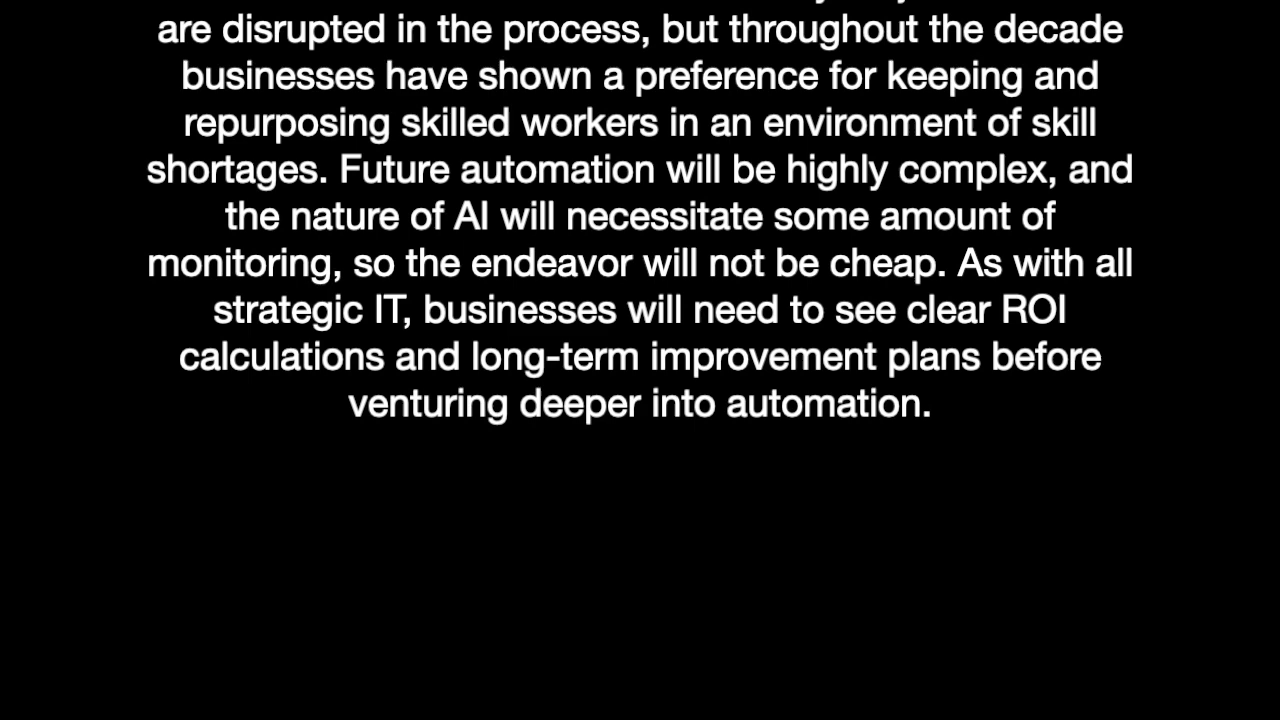 are disrupted in the process, but throughout the decade
businesses have shown a preference for keeping and
repurposing skilled workers in an environment of skill
shortages. Future automation will be highly complex, and
the nature of AI will necessitate some amount of
monitoring, so the endeavor will not be cheap. As with all
strategic IT, businesses will need to see clear ROI
calculations and long-term improvement plans before
venturing deeper into automation.